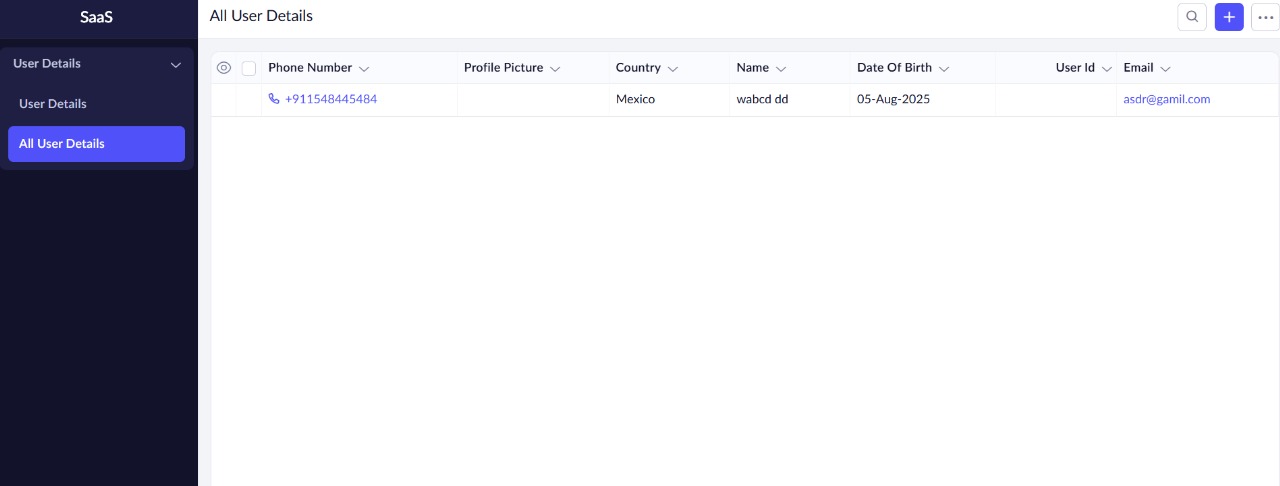 SaaS
All User Details
User Details
User Details
All User Details
Phone Number Profile Picture Country Name Date Of Birth User Id Email
+911548445484 Mexico wabcd dd 05-Aug-2025 asdr@gamil.com